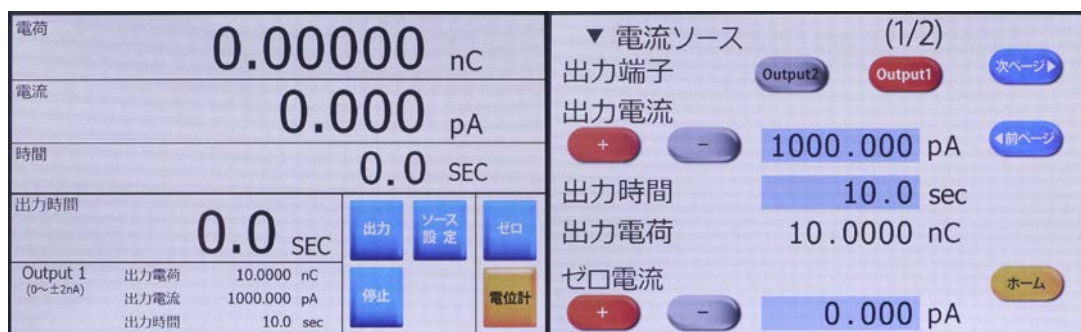 電荷
0.00000 nC
電流
0.000 pA
時間
0.0 SEC
出力時間
0.0 SEC
出力
ソース
設定
ゼロ
停止
電位計
Output 1
(0~±2nA)
出力電荷 10.0000 nC
出力電流 1000.000 pA
出力時間 10.0 sec
▼ 電流ソース (1/2)
出力端子 Output2 Output1
次ページ▶
出力電流
+ - 1000.000 pA
◀前ページ
出力時間 10.0 sec
出力電荷 10.0000 nC
ゼロ電流
ホーム
+ - 0.000 pA